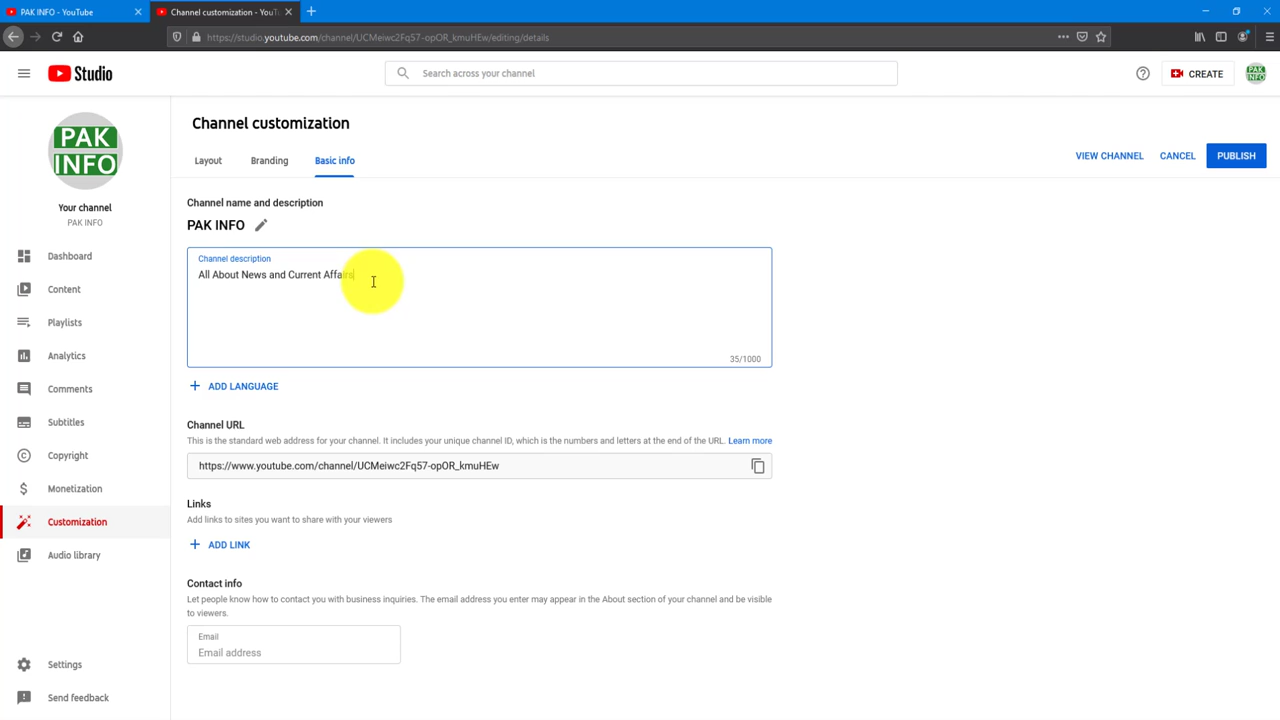 PAK INFO - YouTube
Channel customization - YouTu
https://studio.youtube.com/channel/UCMeiwc2Fq57-opOR_kmuHEw/editing/details
Studio
Search across your channel
CREATE
PAK
INFO
Your channel
PAK INFO
Dashboard
Content
Playlists
Analytics
Comments
Subtitles
Copyright
Monetization
Customization
Audio library
Settings
Send feedback
Channel customization
Layout
Branding
Basic info
VIEW CHANNEL
CANCEL
PUBLISH
Channel name and description
PAK INFO
Channel description
All About News and Current Affairs
35/1000
+ ADD LANGUAGE
Channel URL
This is the standard web address for your channel. It includes your unique channel ID, which is the numbers and letters at the end of the URL. Learn more
https://www.youtube.com/channel/UCMeiwc2Fq57-opOR_kmuHEw
Links
Add links to sites you want to share with your viewers
+ ADD LINK
Contact info
Let people know how to contact you with business inquiries. The email address you enter may appear in the About section of your channel and be visible
to viewers.
Email
Email address